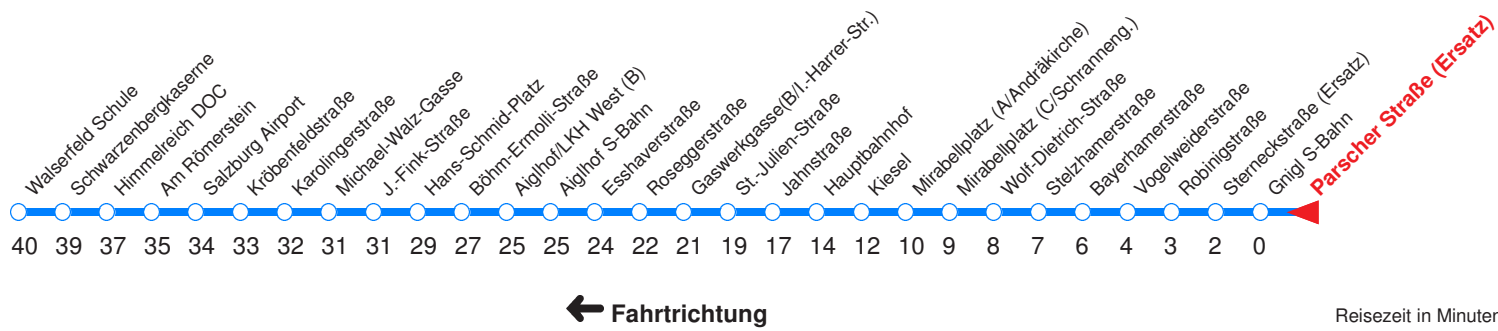 Walserfeld Schule
Schwarzenbergkaserne
Himmelreich DOC
Am Römerstein
Salzburg Airport
Kröbenfeldstraße
Karolingerstraße
Michael-Walz-Gasse
J.-Fink-Straße
Hans-Schmid-Platz
Böhm-Ermolli-Straße
Aiglhof/LKH West (B)
Aiglhof S-Bahn
Esshaverstraße
Roseggerstraße
Gaswerkgasse(B/I.-Harrer-Str.)
St.-Julien-Straße
Jahnstraße
Hauptbahnhof
Kiesel
Mirabellplatz (A/Andräkirche)
Mirabellplatz (C/Schranneng.)
Wolf-Dietrich-Straße
Stelzhamerstraße
Bayerhamerstraße
Vogelweiderstraße
Robinigstraße
Sterneckstraße (Ersatz)
Gnigl S-Bahn
Parscher Straße (Ersatz)
40 39 37 35 34 33 32 31 31 29 27 25 25 24 22 21 19 17 14 12 10 9 8 7 6 4 3 2 0
Fahrtrichtung
Reisezeit in Minuten